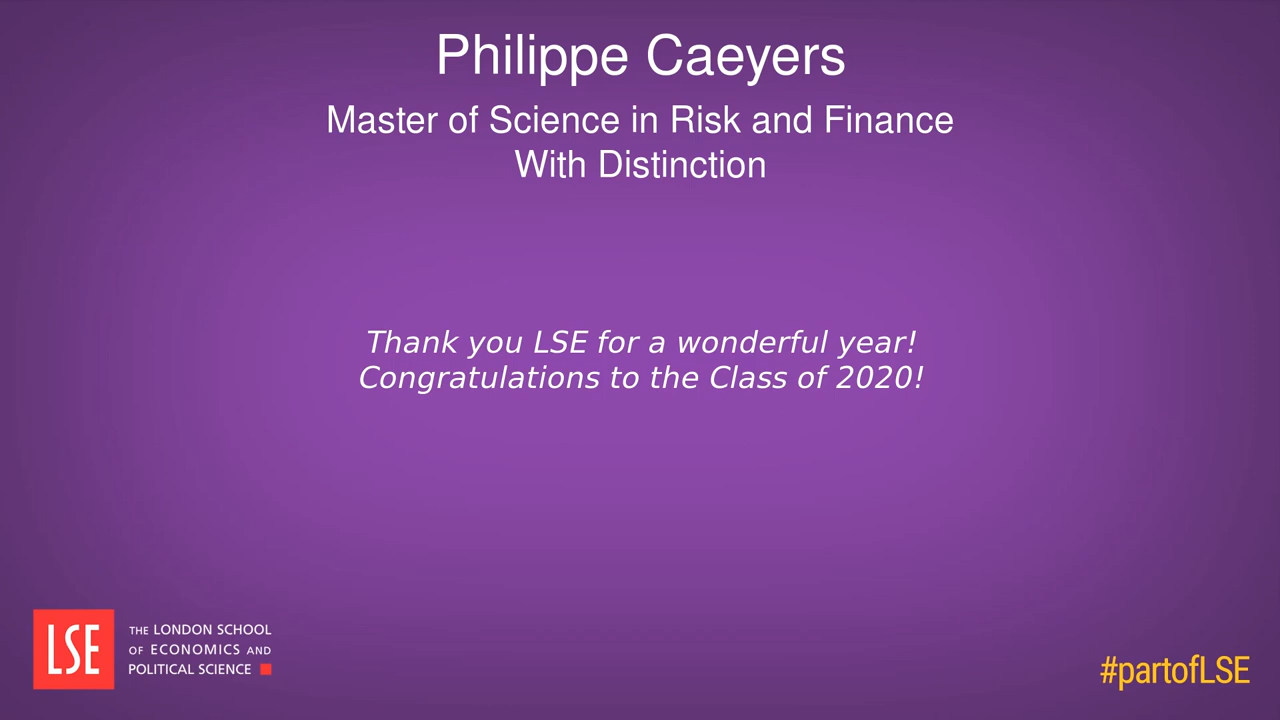 Philippe Caeyers
Master of Science in Risk and Finance
With Distinction
Thank you LSE for a wonderful year!
Congratulations to the Class of 2020!
LSE
THE LONDON SCHOOL
OF ECONOMICS AND
POLITICAL SCIENCE
#partofLSE